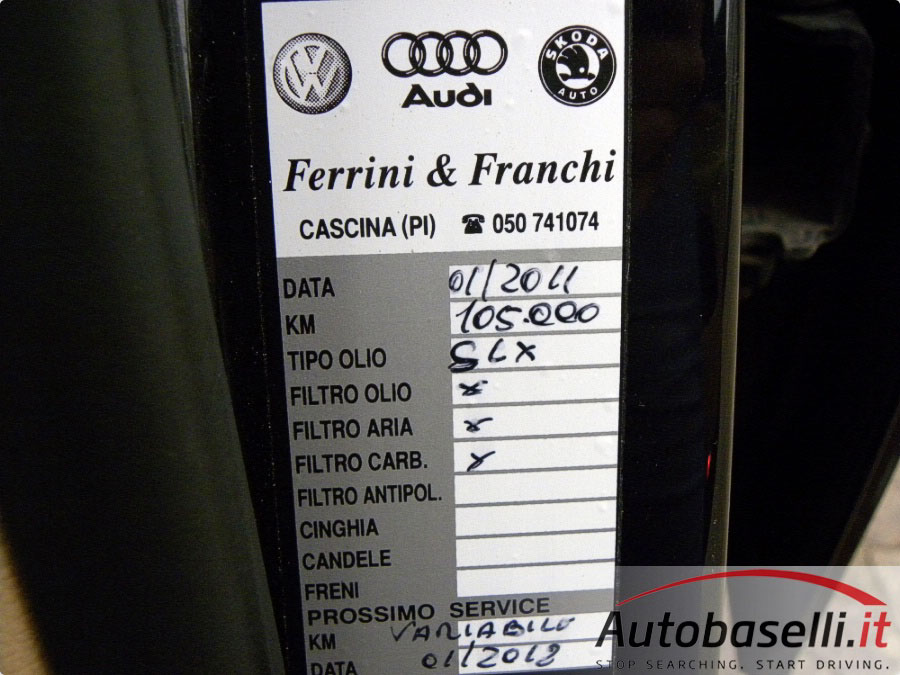 VW
Audi
SKODA
AUTO
Ferrini & Franchi
CASCINA (PI) ☎ 050 741074
DATA 01/2011
KM 105.000
TIPO OLIO SLX
FILTRO OLIO x
FILTRO ARIA x
FILTRO CARB. x
FILTRO ANTIPOL.
CINGHIA
CANDELE
FRENI
PROSSIMO SERVICE
KM VARIABILE
DATA 01/2013
Autobaselli.it
STOP SEARCHING. START DRIVING.